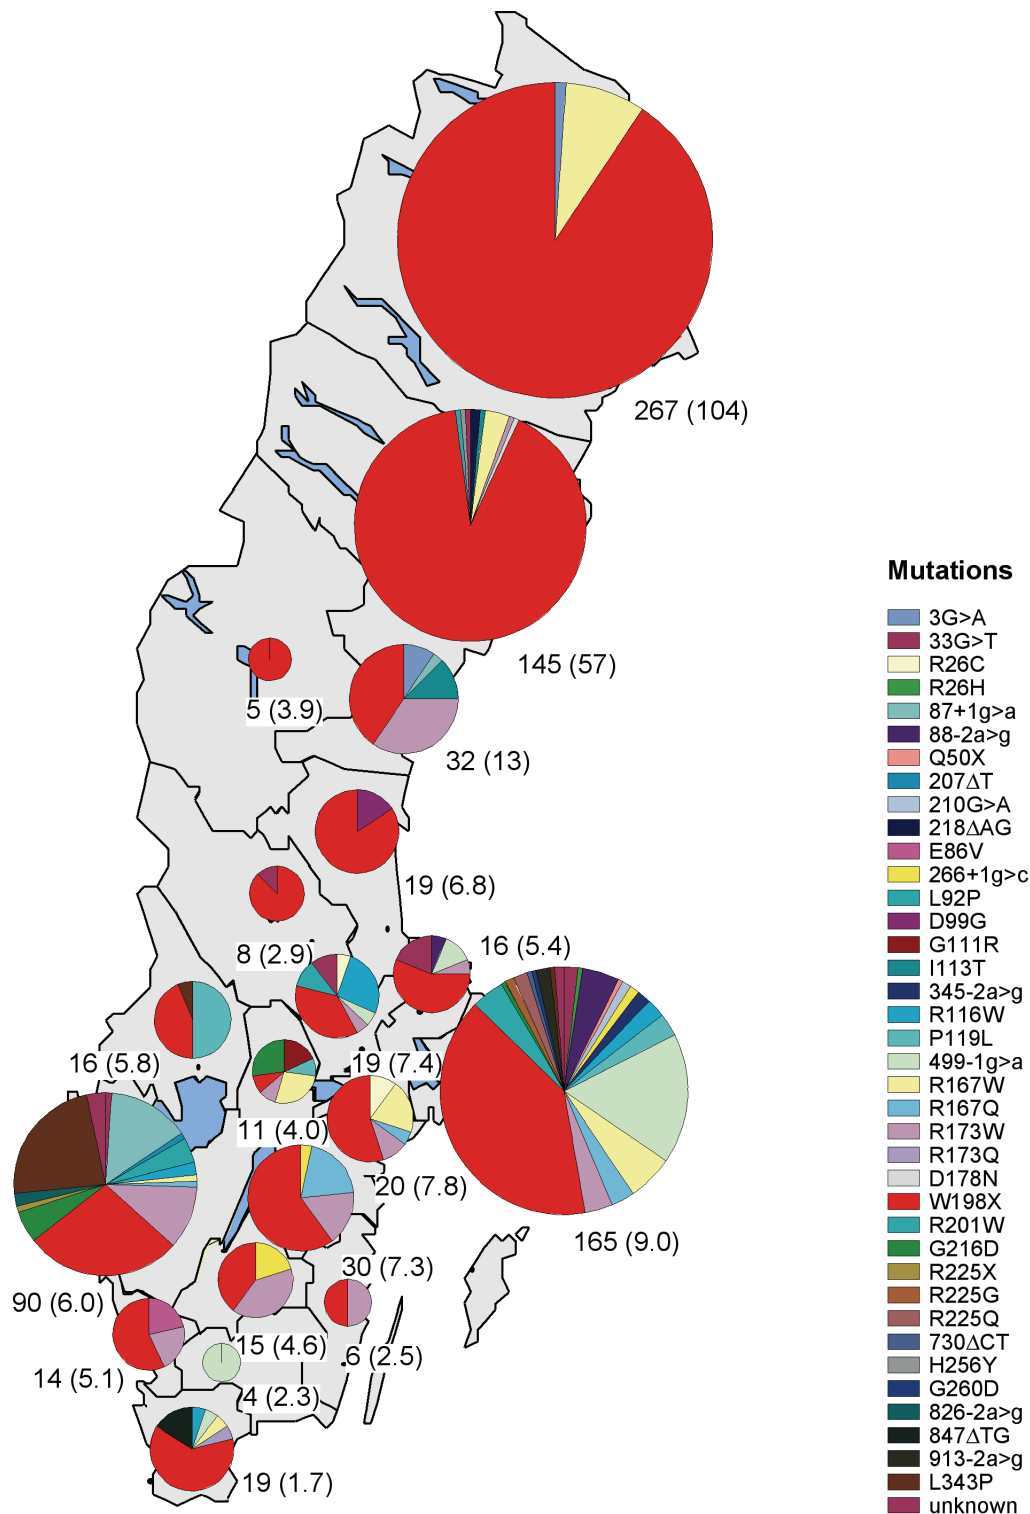 267 (104)
145 (57)
5 (3.9)
32 (13)
19 (6.8)
8 (2.9)
16 (5.4)
16 (5.8)
19 (7.4)
11 (4.0)
20 (7.8)
165 (9.0)
90 (6.0)
30 (7.3)
15 (4.6)
6 (2.5)
14 (5.1)
4 (2.3)
19 (1.7)
Mutations
3G>A
33G>T
R26C
R26H
87+1g>a
88-2a>g
Q50X
207ΔT
210G>A
218ΔAG
E86V
266+1g>c
L92P
D99G
G111R
I113T
345-2a>g
R116W
P119L
499-1g>a
R167W
R167Q
R173W
R173Q
D178N
W198X
R201W
G216D
R225X
R225G
R225Q
730ΔCT
H256Y
G260D
826-2a>g
847ΔTG
913-2a>g
L343P
unknown